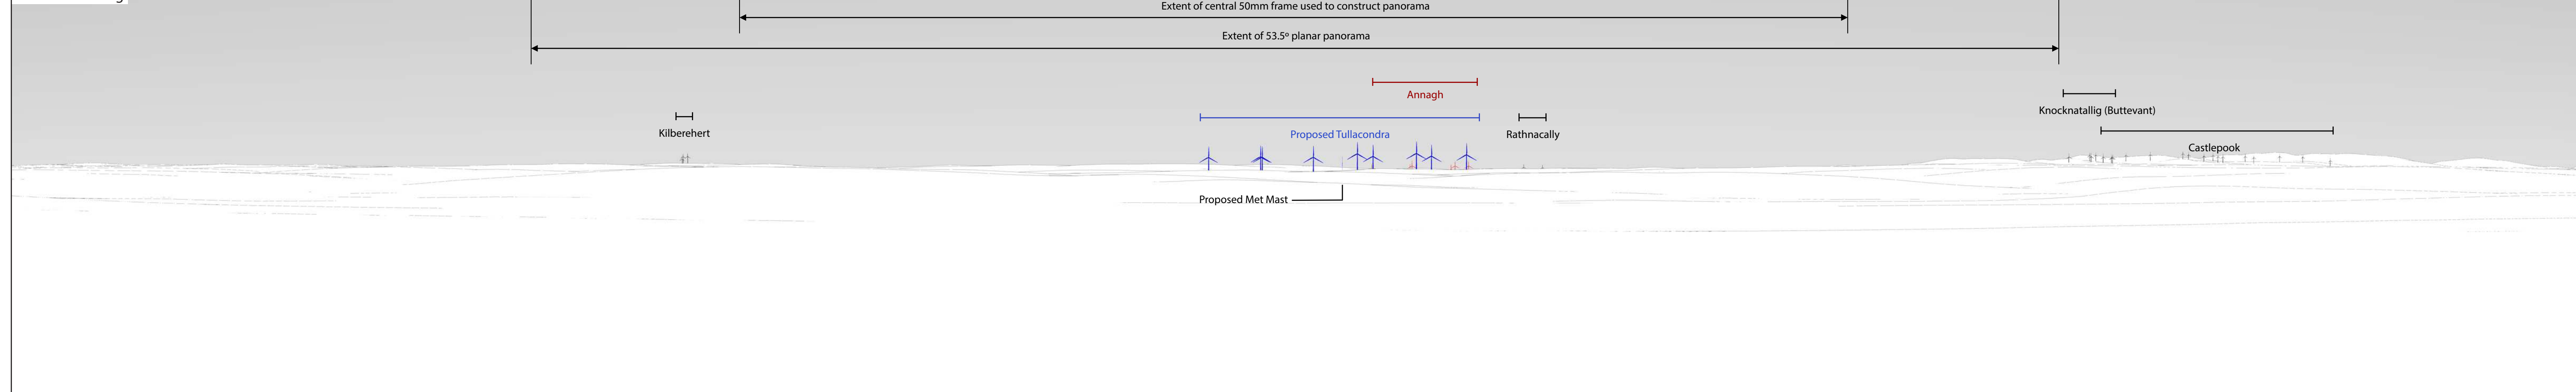 Extent of central 50mm frame used to construct panorama
Extent of 53.5º planar panorama
Annagh
Knocknatallig (Buttevant)
Kilberehert
Proposed Tullacondra
Rathnacally
Castlepook
Proposed Met Mast